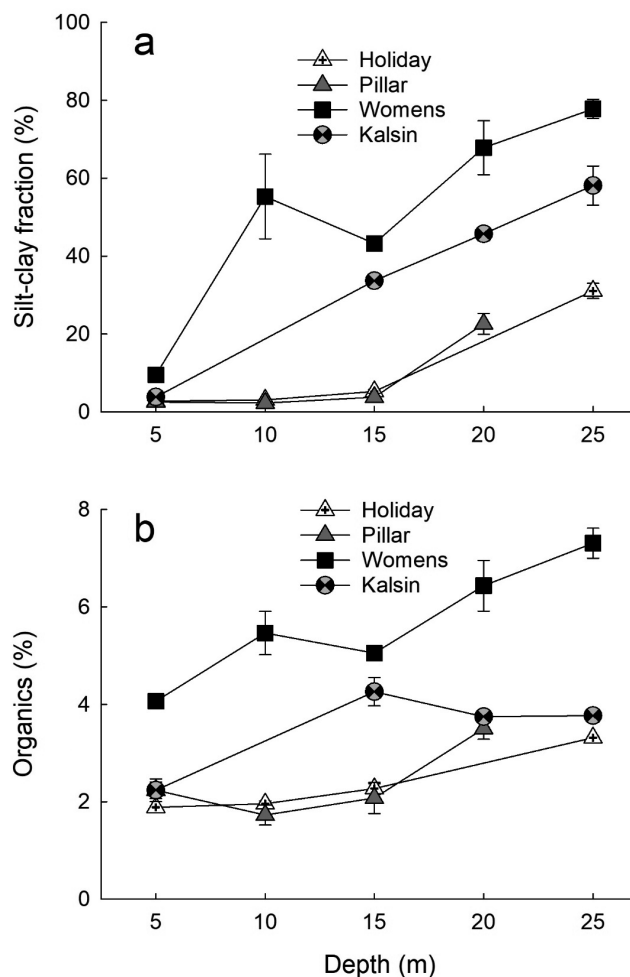 a
Holiday
Pillar
Womens
Kalsin
Silt-clay fraction (%)
100
80
60
40
20
0
5 10 15 20 25
b
Holiday
Pillar
Womens
Kalsin
Organics (%)
8
6
4
2
0
5 10 15 20 25
Depth (m)